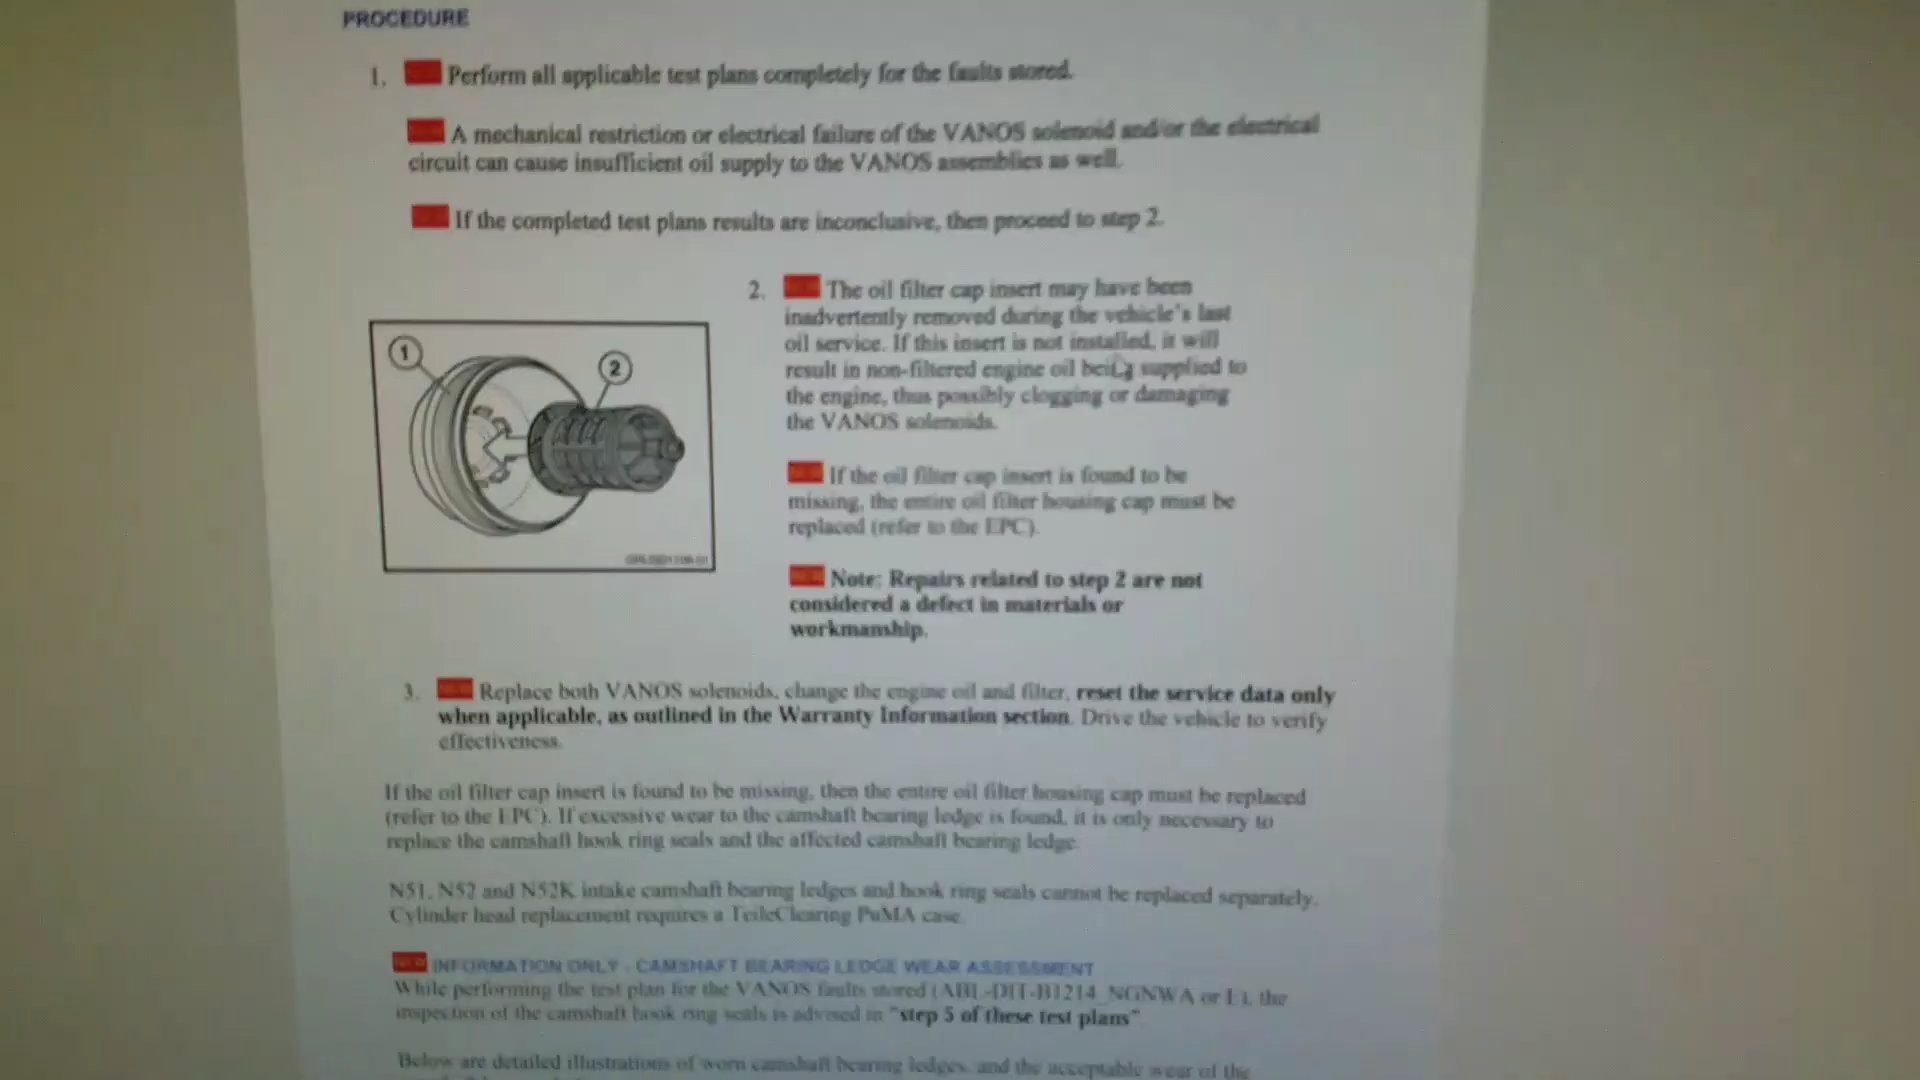 PROCEDURE
1. Perform all applicable test plans completely for the faults stored.
A mechanical restriction or electrical failure of the VANOS solenoid and/or the electrical
circuit can cause insufficient oil supply to the VANOS assemblies as well.
If the completed test plans results are inconclusive, then proceed to step 2.
1
2
2. The oil filter cap insert may have been
inadvertently removed during the vehicle's last
oil service. If this insert is not installed, it will
result in non-filtered engine oil being supplied to
the engine, thus possibly clogging or damaging
the VANOS solenoids.
If the oil filter cap insert is found to be
missing, the entire oil filter housing cap must be
replaced (refer to the EPC).
Note: Repairs related to step 2 are not
considered a defect in materials or
workmanship.
3. Replace both VANOS solenoids, change the engine oil and filter, reset the service data only
when applicable, as outlined in the Warranty Information section. Drive the vehicle to verify
effectiveness.
If the oil filter cap insert is found to be missing, then the entire oil filter housing cap must be replaced
(refer to the EPC). If excessive wear to the camshaft bearing ledge is found, it is only necessary to
replace the camshaft hook ring seals and the affected camshaft bearing ledge.
N51, N52 and N52K intake camshaft bearing ledges and hook ring seals cannot be replaced separately.
Cylinder head replacement requires a TeileClearing PuMA case.
NEW INFORMATION ONLY - CAMSHAFT BEARING LEDGE WEAR ASSESSMENT
While performing the test plan for the VANOS faults stored (ABL-DIT-B1214_NGNWA or E), the
inspection of the camshaft hook ring seals is advised in "step 5 of these test plans".
Below are detailed illustrations of worn camshaft bearing ledges, and the acceptable wear of the